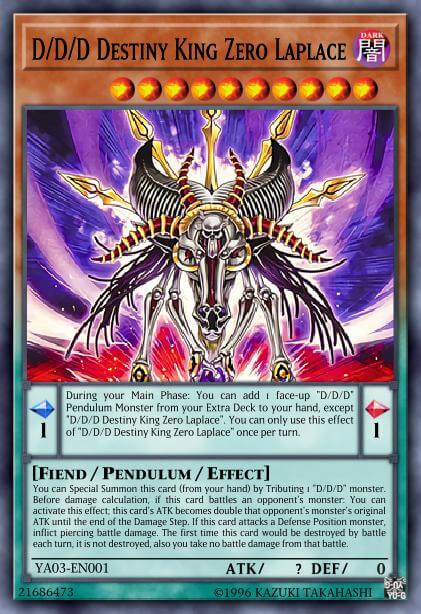 D/D/D Destiny King Zero Laplace
DARK
闇
During your Main Phase: You can add 1 face-up "D/D/D"
Pendulum Monster from your Extra Deck to your hand, except
"D/D/D Destiny King Zero Laplace". You can only use this effect
of "D/D/D Destiny King Zero Laplace" once per turn.
1
1
[Fiend / Pendulum / Effect]
You can Special Summon this card (from your hand) by Tributing 1 "D/D/D" monster.
Before damage calculation, if this card battles an opponent's monster: You can
activate this effect; this card's ATK becomes double that opponent's monster's original
ATK until the end of the Damage Step. If this card attacks a Defense Position monster,
inflict piercing battle damage. The first time this card would be destroyed by battle
each turn, it is not destroyed, also you take no battle damage from that battle.
YA03-EN001
ATK/ ? DEF/ 0
21686473
©1996 KAZUKI TAKAHASHI